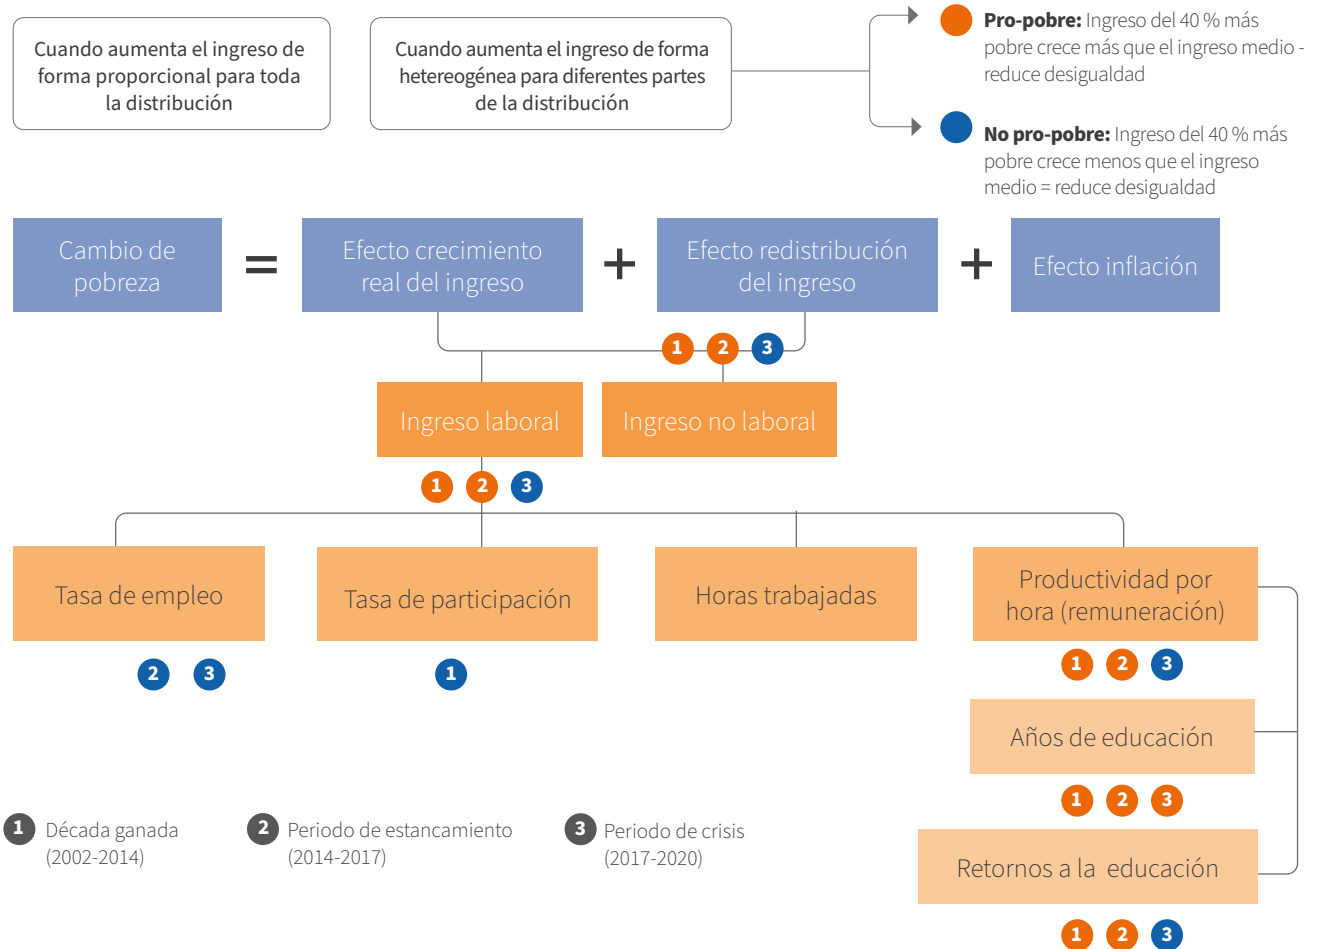 Cuando aumenta el ingreso de
forma proporcional para toda
la distribución
Cuando aumenta el ingreso de forma
hetereogénea para diferentes partes
de la distribución
Pro-pobre: Ingreso del 40 % más
pobre crece más que el ingreso medio -
reduce desigualdad
No pro-pobre: Ingreso del 40 % más
pobre crece menos que el ingreso
medio = reduce desigualdad
Cambio de
pobreza
=
Efecto crecimiento
real del ingreso
+
Efecto redistribución
del ingreso
+
Efecto inflación
1 2 3
Ingreso laboral
Ingreso no laboral
1 2 3
Tasa de empleo
Tasa de participación
Horas trabajadas
Productividad por
hora (remuneración)
2 3
1
1 2 3
Años de educación
1 2 3
Retornos a la educación
1 2 3
1 Década ganada
(2002-2014)
2 Periodo de estancamiento
(2014-2017)
3 Periodo de crisis
(2017-2020)